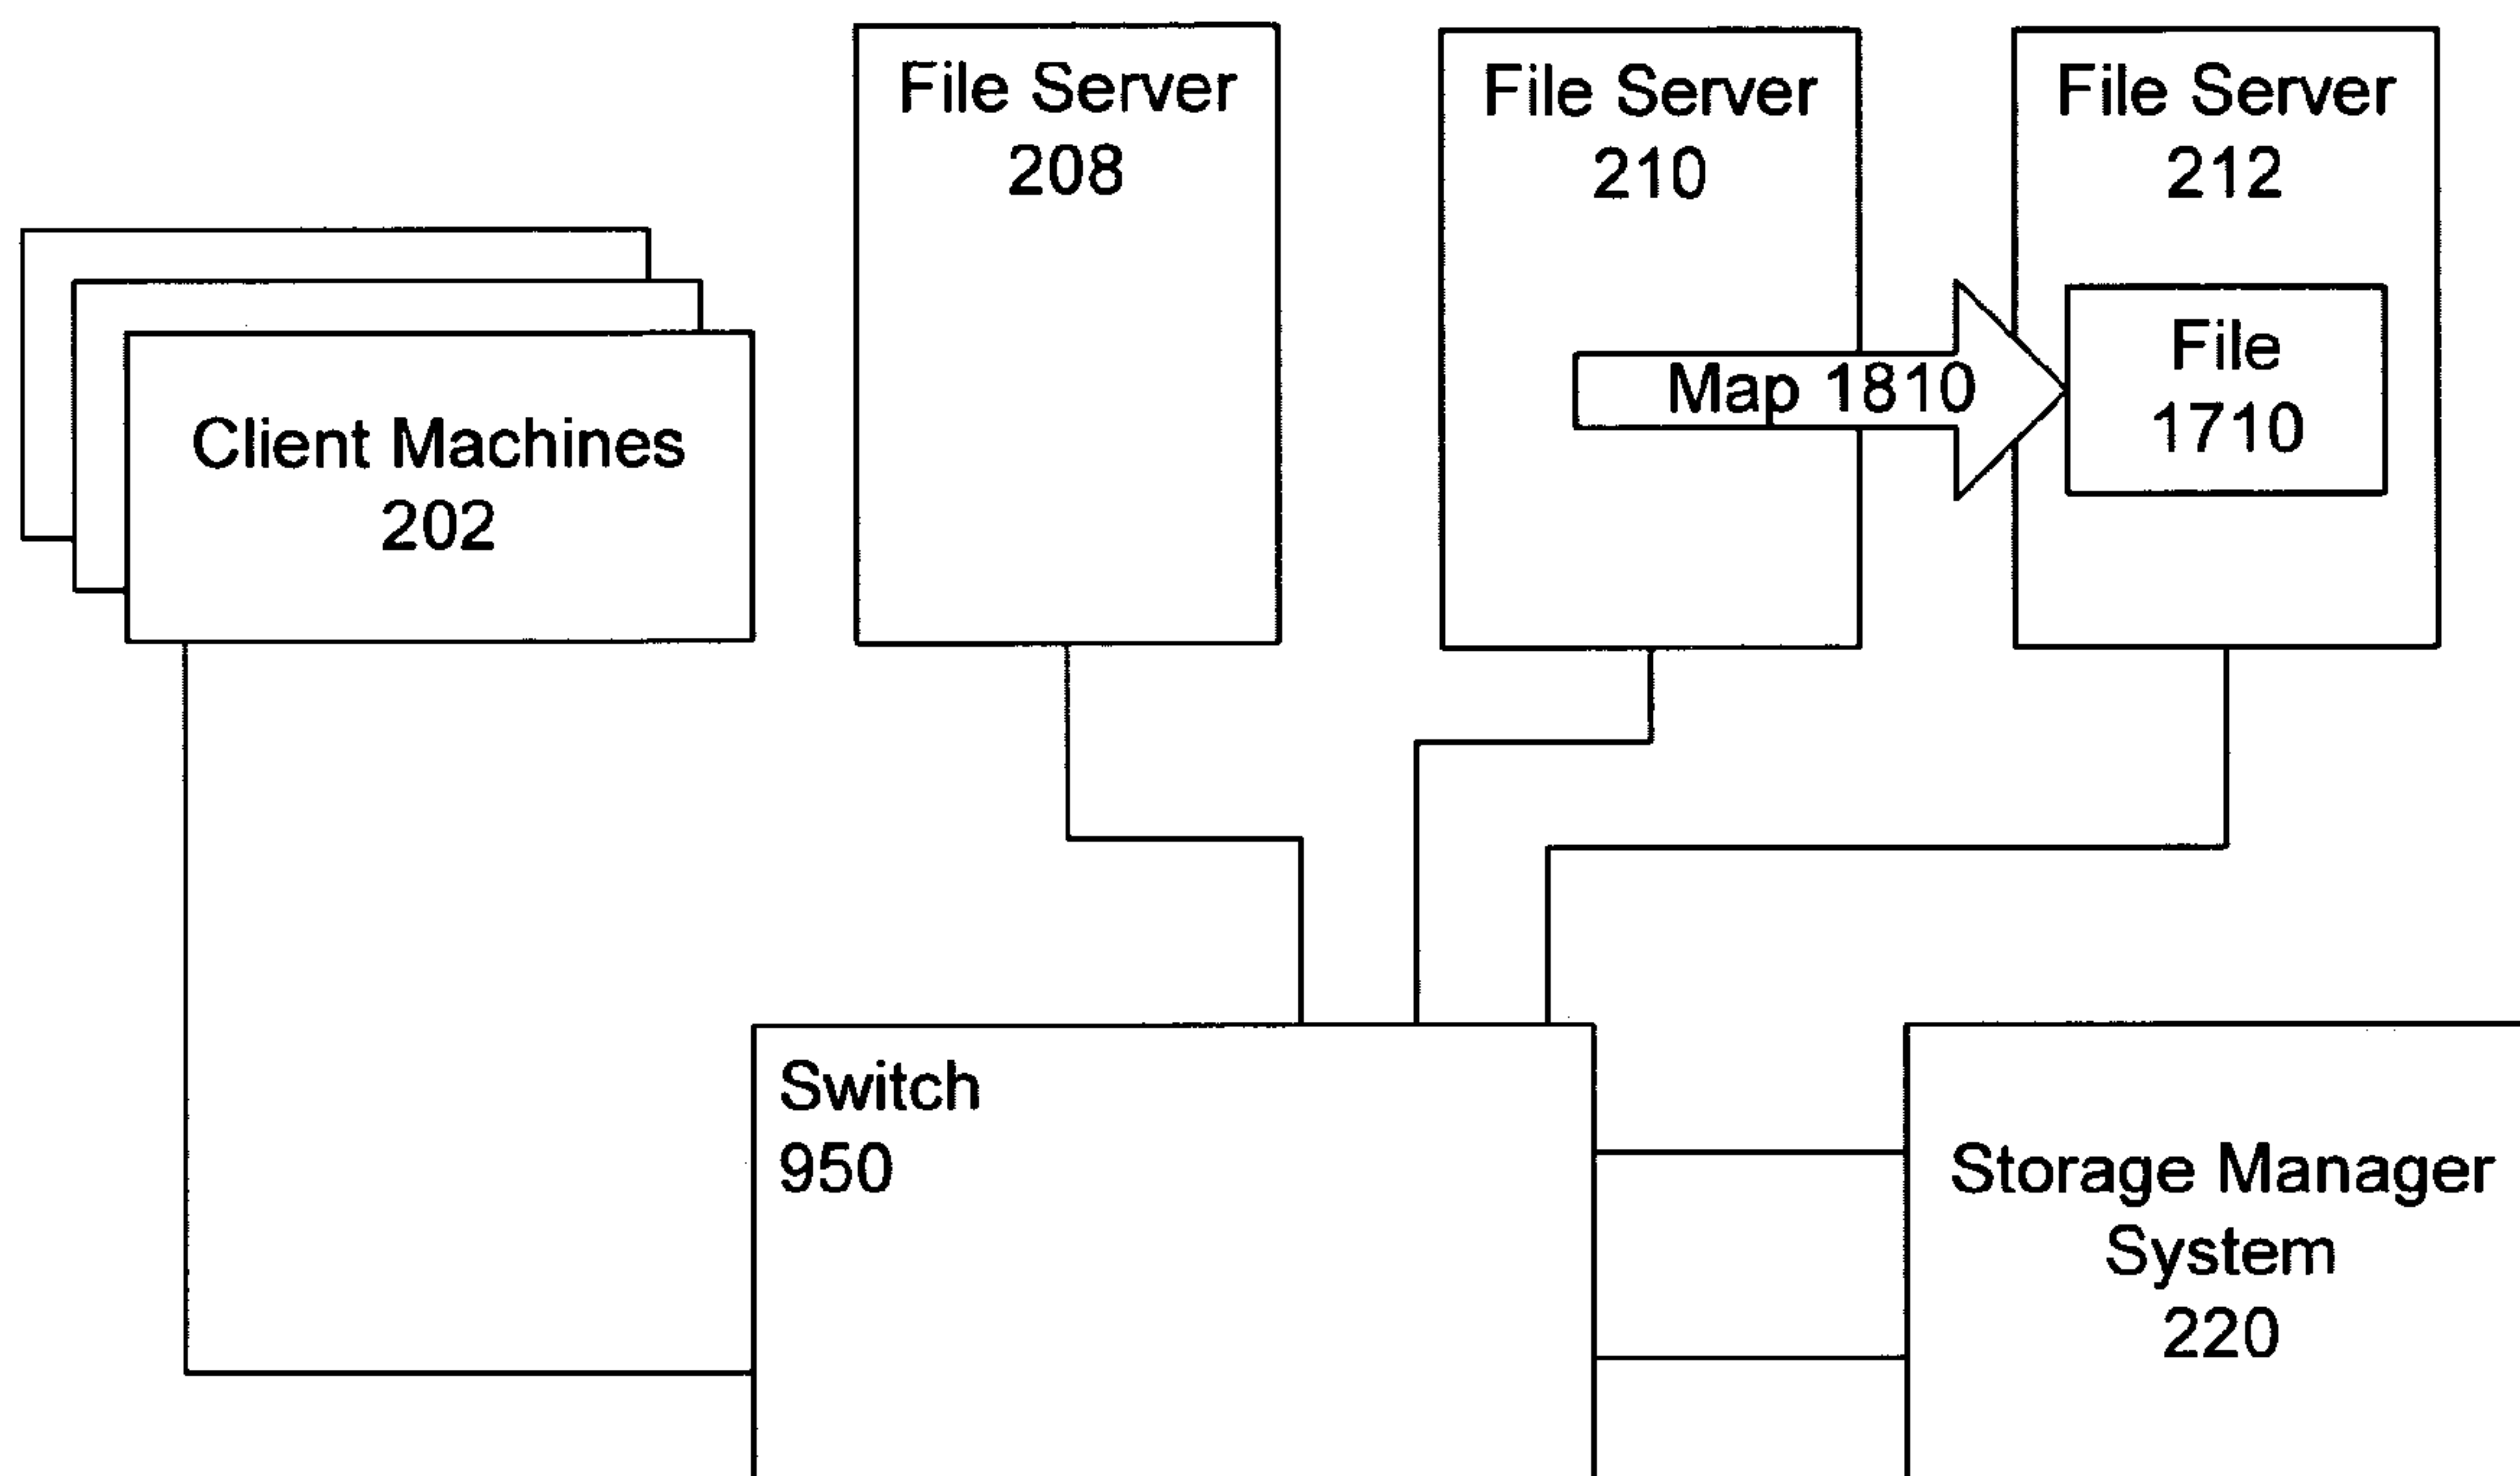 File Server
208
File Server
210
File Server
212
Client Machines
202
Map 1810
File
1710
Switch
950
Storage Manager
System
220